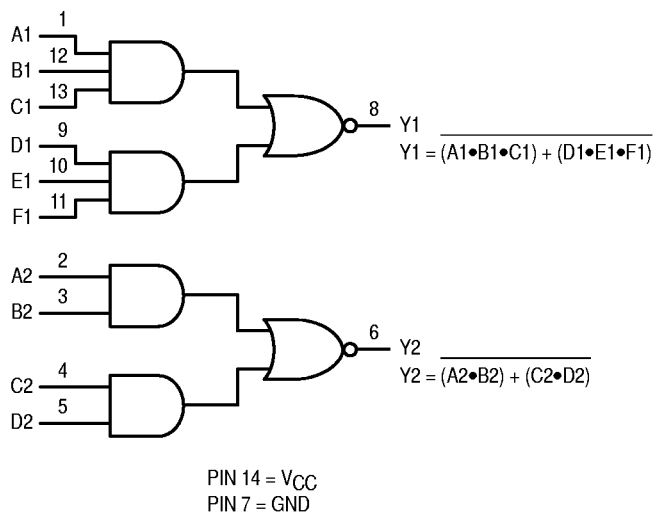 A1 1
B1 12
C1 13
D1 9
E1 10
F1 11
8 Y1
Y1 = (A1•B1•C1) + (D1•E1•F1)
A2 2
B2 3
C2 4
D2 5
6 Y2
Y2 = (A2•B2) + (C2•D2)
PIN 14 = VCC
PIN 7 = GND